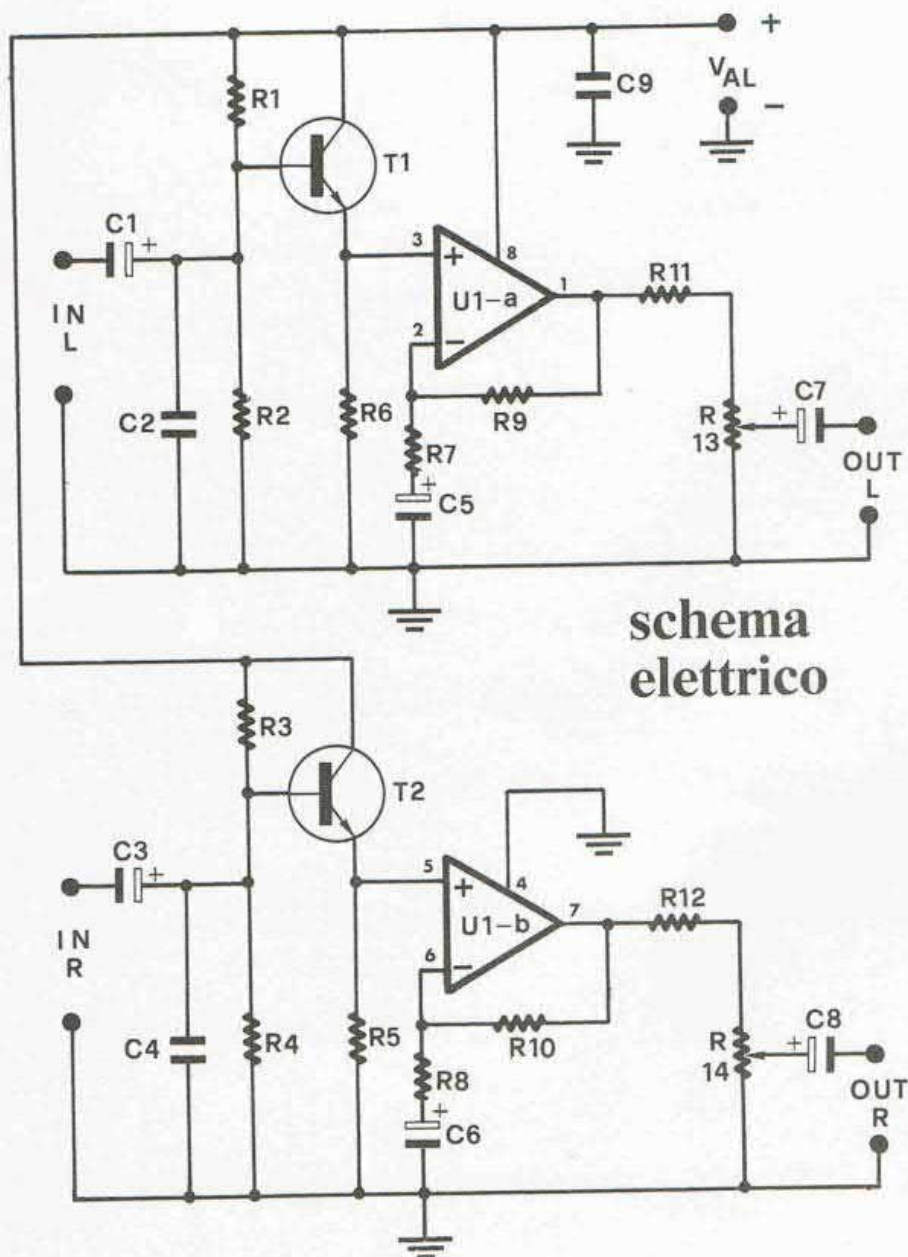 +
R1
C9
V AL
−
T1
C1
+
3
+
8
IN
L
U1-a
1
R11
2
−
C2
R2
R6
R9
R7
+
C5
R
13
+
C7
OUT
L
schema
elettrico
R3
T2
C3
+
5
+
4
IN
R
U1-b
7
R12
6
−
C4
R4
R5
R10
R8
+
C6
R
14
+
C8
OUT
R